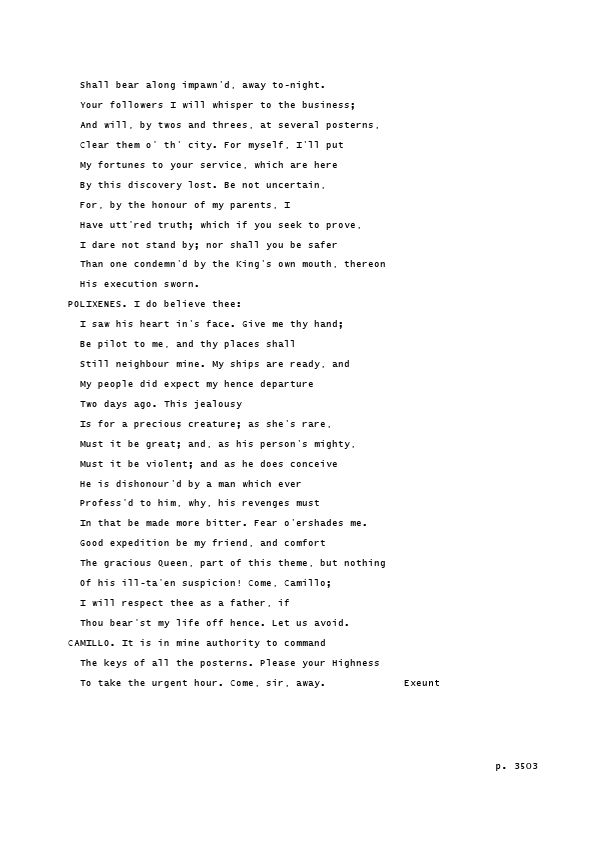 Shall bear along impawn'd, away to-night.
Your followers I will whisper to the business;
And will, by twos and threes, at several posterns,
Clear them o' th' city. For myself, I'll put
My fortunes to your service, which are here
By this discovery lost. Be not uncertain,
For, by the honour of my parents, I
Have utt'red truth; which if you seek to prove,
I dare not stand by; nor shall you be safer
Than one condemn'd by the King's own mouth, thereon
His execution sworn.
POLIXENES. I do believe thee:
I saw his heart in's face. Give me thy hand;
Be pilot to me, and thy places shall
Still neighbour mine. My ships are ready, and
My people did expect my hence departure
Two days ago. This jealousy
Is for a precious creature; as she's rare,
Must it be great; and, as his person's mighty,
Must it be violent; and as he does conceive
He is dishonour'd by a man which ever
Profess'd to him, why, his revenges must
In that be made more bitter. Fear o'ershades me.
Good expedition be my friend, and comfort
The gracious Queen, part of this theme, but nothing
Of his ill-ta'en suspicion! Come, Camillo;
I will respect thee as a father, if
Thou bear'st my life off hence. Let us avoid.
CAMILLO. It is in mine authority to command
The keys of all the posterns. Please your Highness
To take the urgent hour. Come, sir, away. Exeunt
p. 3503